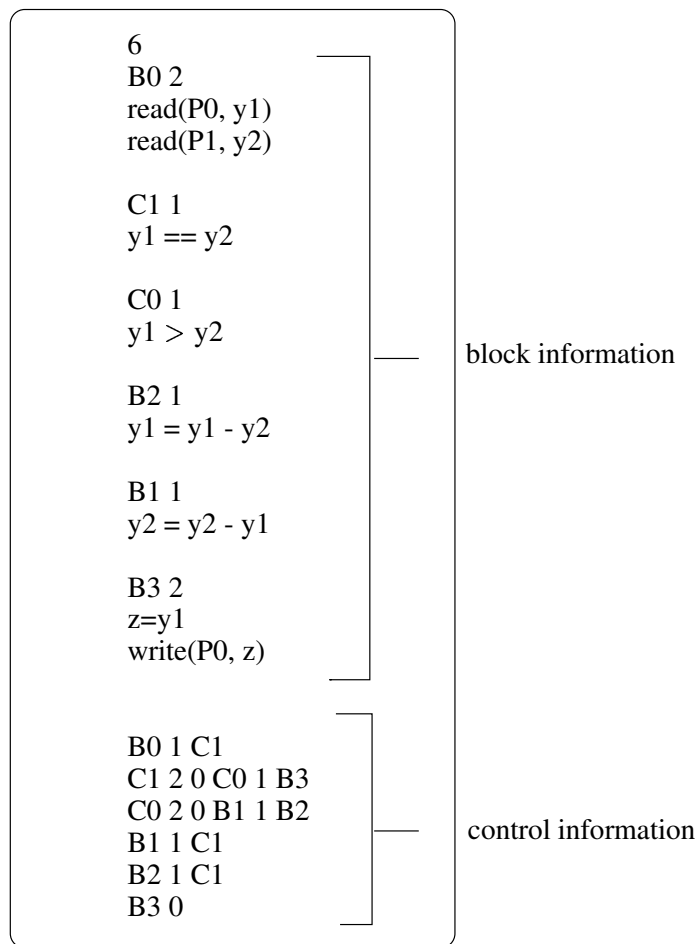 6
B0 2
read(P0, y1)
read(P1, y2)
C1 1
y1 == y2
C0 1
y1 > y2
block information
B2 1
y1 = y1 - y2
B1 1
y2 = y2 - y1
B3 2
z=y1
write(P0, z)
B0 1 C1
C1 2 0 C0 1 B3
C0 2 0 B1 1 B2
B1 1 C1
control information
B2 1 C1
B3 0